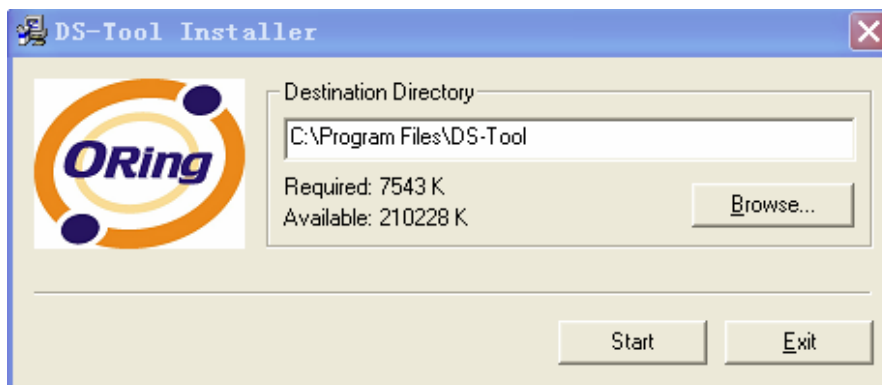 DS-Tool Installer
ORing
Destination Directory
C:\Program Files\DS-Tool
Required: 7543 K
Available: 210228 K
Browse...
Start
Exit